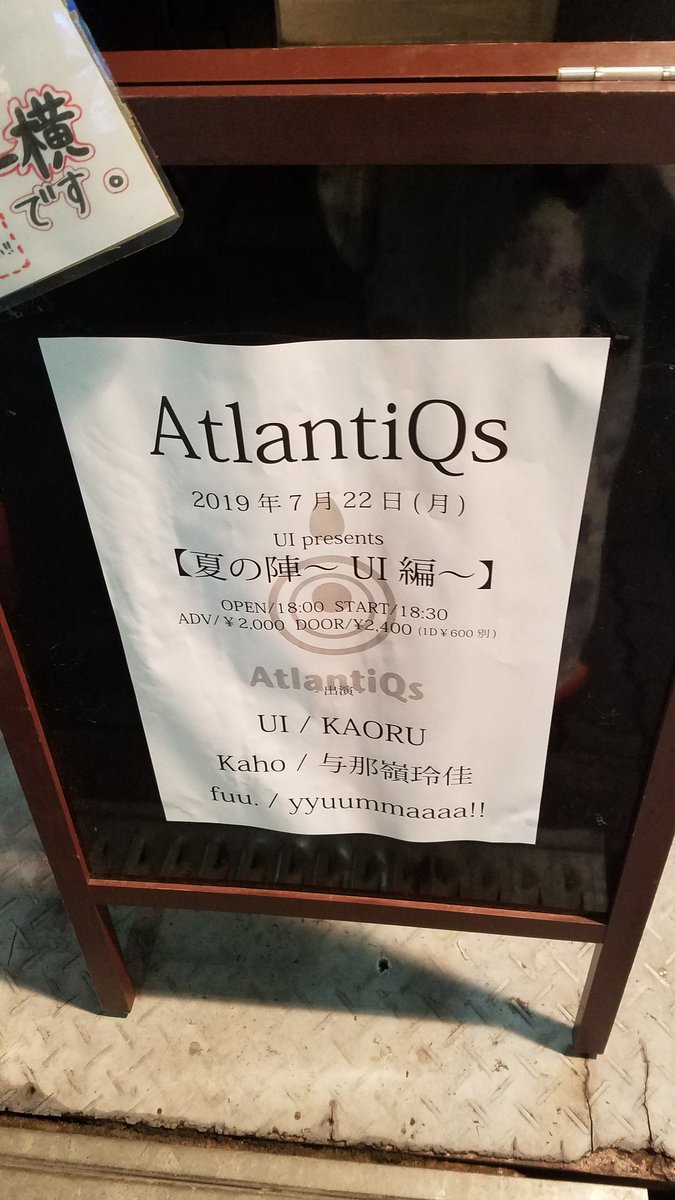 横
です。
AtlantiQs
2019年7月22日(月)
UI presents
【夏の陣～UI編～】
OPEN/18:00 START/18:30
ADV/￥2,000 DOOR/¥2,400 (1D￥600別)
AtlantiQs
- 出演 -
UI / KAORU
Kaho / 与那嶺玲佳
fuu. / yyuummaaaa!!